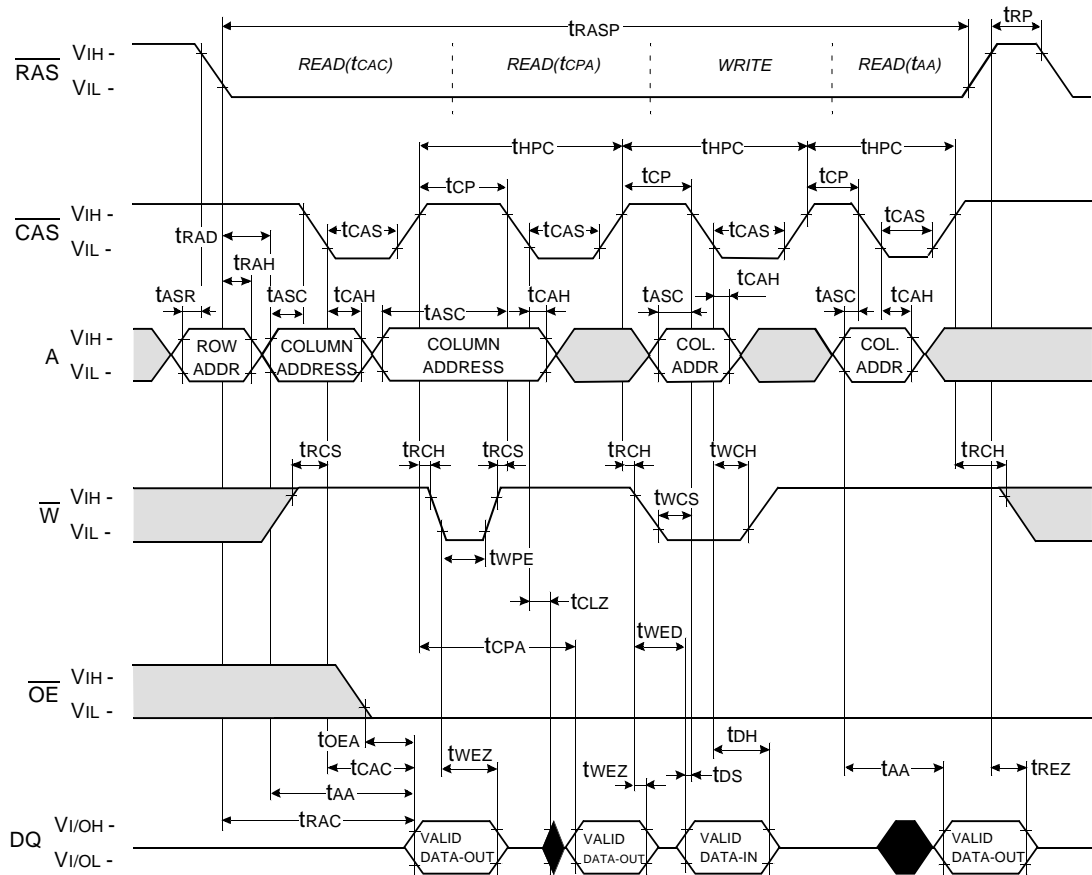 tRASP
tRP
RAS
VIH -
VIL -
READ(tCAC)
READ(tCPA)
WRITE
READ(tAA)
tHPC
tHPC
tHPC
tCP
tCP
tCP
CAS
VIH -
VIL -
tCAS
tCAS
tCAS
tCAS
tRAD
tRAH
tASR
tASC
tCAH
tASC
tCAH
tASC
tCAH
tASC
tCAH
A
VIH -
VIL -
ROW
ADDR
COLUMN
ADDRESS
COLUMN
ADDRESS
COL.
ADDR
COL.
ADDR
tRCS
tRCH
tRCS
tRCH
tWCH
tRCH
W
VIH -
VIL -
tWCS
tWPE
tCLZ
tCPA
tWED
OE
VIH -
VIL -
tOEA
tCAC
tAA
tRAC
tWEZ
tWEZ
tDH
tDS
tAA
tREZ
DQ
VI/OH -
VI/OL -
VALID
DATA-OUT
VALID
DATA-OUT
VALID
DATA-IN
VALID
DATA-OUT